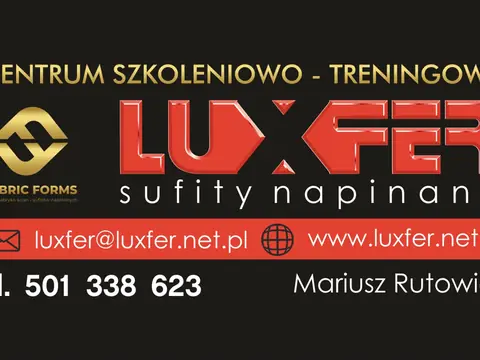 ENTRUM SZKOLENIOWO - TRENINGOW
LUXFER
sufity napinan
BRIC FORMS
luxfer@luxfer.net.pl www.luxfer.net
l. 501 338 623 Mariusz Rutowi